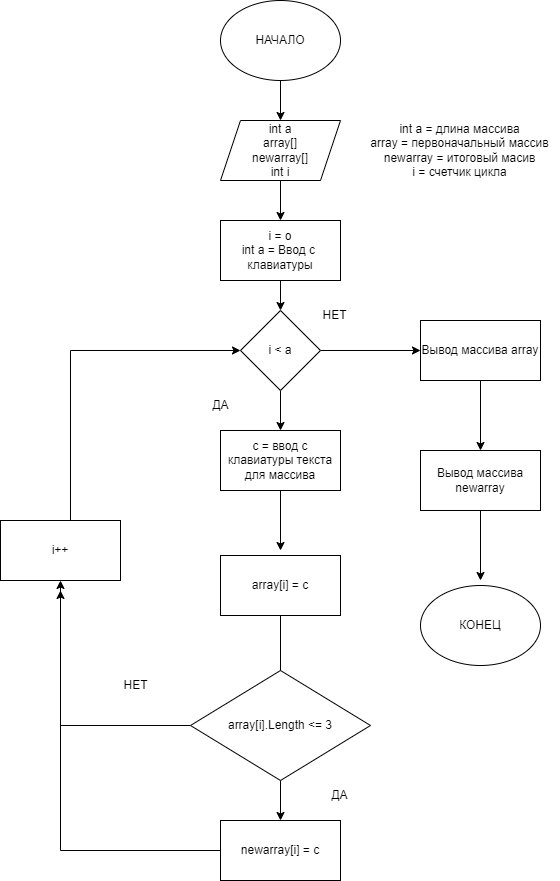 НАЧАЛО
int a
array[]
newarray[]
int i
int a = длина массива
array = первоначальный массив
newarray = итоговый масив
i = счетчик цикла
i = o
int a = Ввод с
клавиатуры
НЕТ
i < a
Вывод массива array
ДА
c = ввод с
клавиатуры текста
для массива
Вывод массива
newarray
i++
array[i] = c
КОНЕЦ
НЕТ
array[i].Length <= 3
ДА
newarray[i] = c